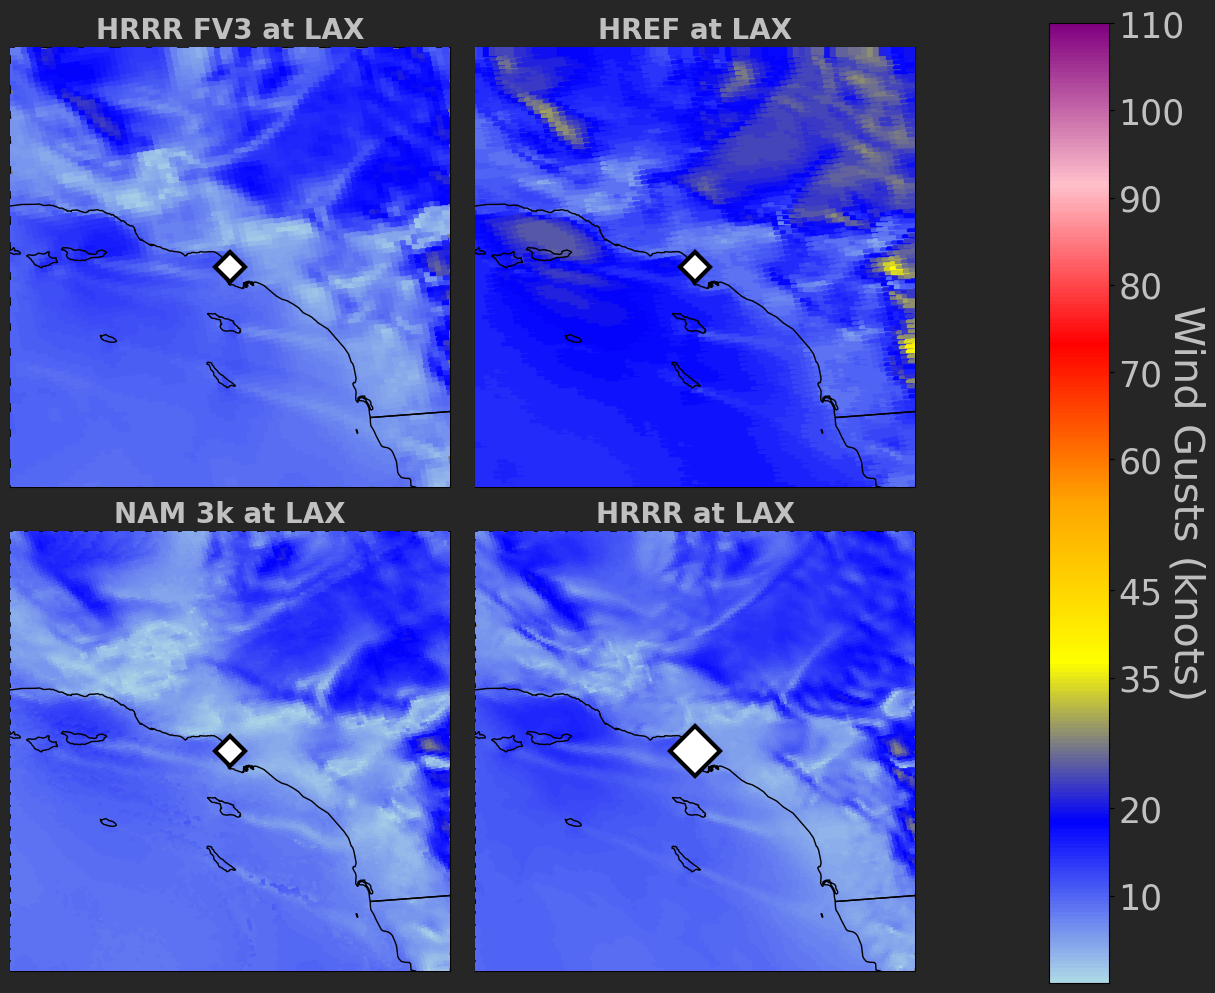 HRRR FV3 at LAX
HREF at LAX
NAM 3k at LAX
HRRR at LAX
110
100
90
80
70
60
45
35
20
10
Wind Gusts (knots)